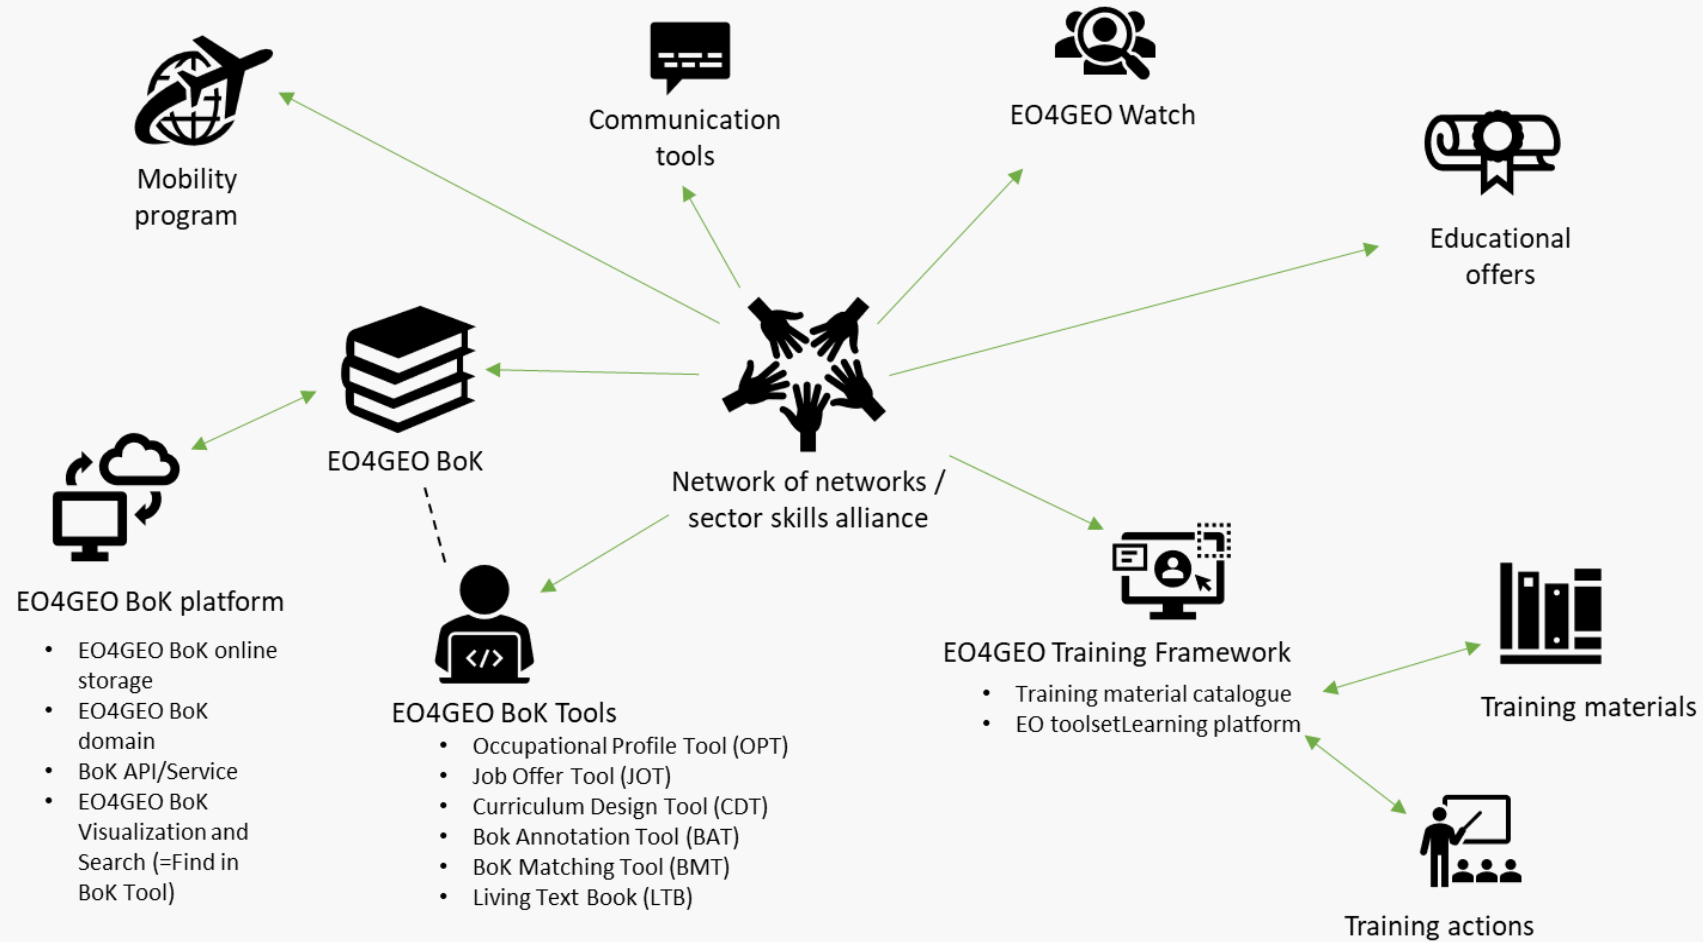 Mobility
program
Communication
tools
EO4GEO Watch
Educational
offers
EO4GEO BoK
Network of networks /
sector skills alliance
EO4GEO BoK platform
• EO4GEO BoK online
storage
• EO4GEO BoK
domain
• BoK API/Service
• EO4GEO BoK
Visualization and
Search (=Find in
BoK Tool)
</>
EO4GEO BoK Tools
• Occupational Profile Tool (OPT)
• Job Offer Tool (JOT)
• Curriculum Design Tool (CDT)
• Bok Annotation Tool (BAT)
• BoK Matching Tool (BMT)
• Living Text Book (LTB)
EO4GEO Training Framework
• Training material catalogue
• EO toolsetLearning platform
Training materials
Training actions